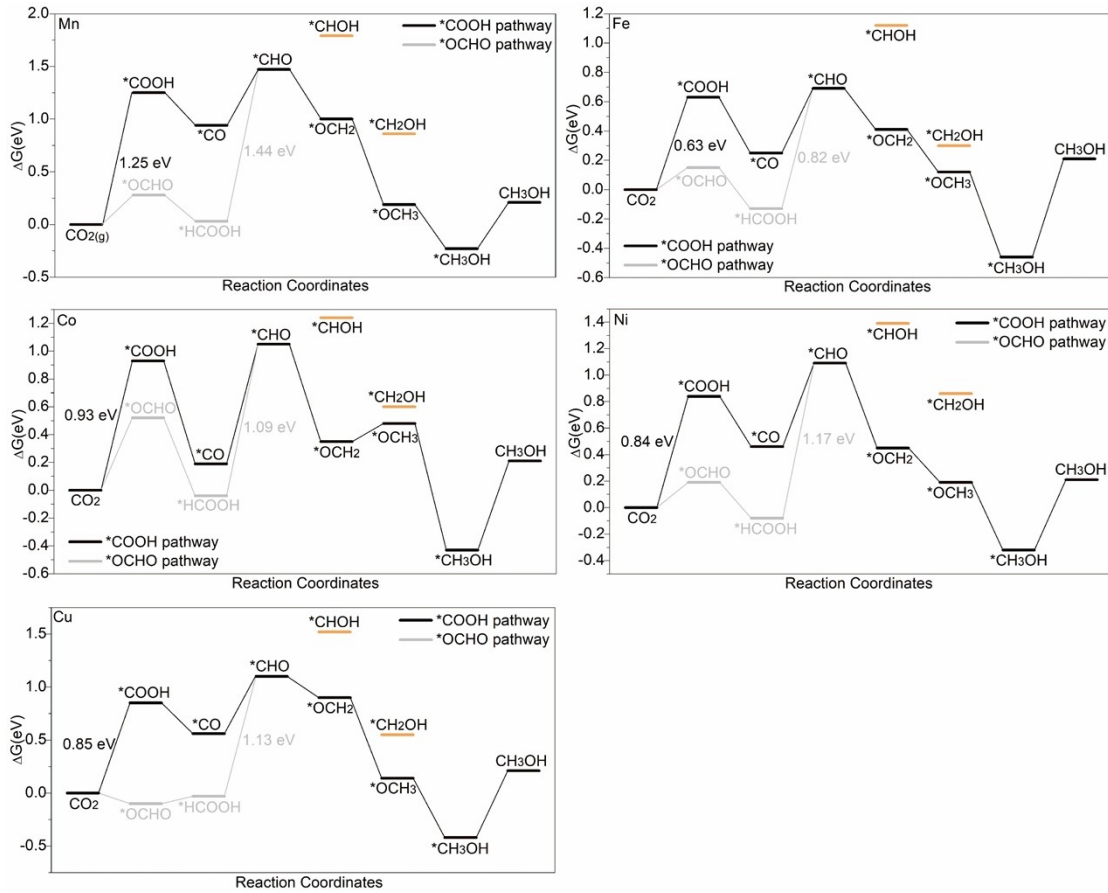 Mn
*COOH pathway
*OCHO pathway
2.0
1.5
1.0
0.5
0.0
-0.5
ΔG(eV)
CO2(g)
*COOH
1.25 eV
*OCHO
*CO
*HCOOH
1.44 eV
*CHO
*CHOH
*OCH2
*CH2OH
*OCH3
*CH3OH
CH3OH
Reaction Coordinates
Fe
1.2
1.0
0.8
0.6
0.4
0.2
0.0
-0.2
-0.4
-0.6
ΔG(eV)
CO2
*COOH
0.63 eV
*OCHO
*CO
*HCOOH
0.82 eV
*CHO
*CHOH
*OCH2
*CH2OH
*OCH3
*CH3OH
CH3OH
*COOH pathway
*OCHO pathway
Reaction Coordinates
Co
1.2
1.0
0.8
0.6
0.4
0.2
0.0
-0.2
-0.4
-0.6
ΔG(eV)
CO2
*COOH
0.93 eV
*OCHO
*CO
*HCOOH
1.09 eV
*CHO
*CHOH
*OCH2
*CH2OH
*OCH3
*CH3OH
CH3OH
*COOH pathway
*OCHO pathway
Reaction Coordinates
Ni
*COOH pathway
*OCHO pathway
1.4
1.2
1.0
0.8
0.6
0.4
0.2
0.0
-0.2
-0.4
ΔG(eV)
CO2
*COOH
0.84 eV
*OCHO
*CO
*HCOOH
1.17 eV
*CHO
*CHOH
*OCH2
*CH2OH
*OCH3
*CH3OH
CH3OH
Reaction Coordinates
Cu
*COOH pathway
*OCHO pathway
1.5
1.0
0.5
0.0
-0.5
ΔG(eV)
CO2
*COOH
0.85 eV
*OCHO
*CO
*HCOOH
1.13 eV
*CHO
*CHOH
*OCH2
*CH2OH
*OCH3
*CH3OH
CH3OH
Reaction Coordinates